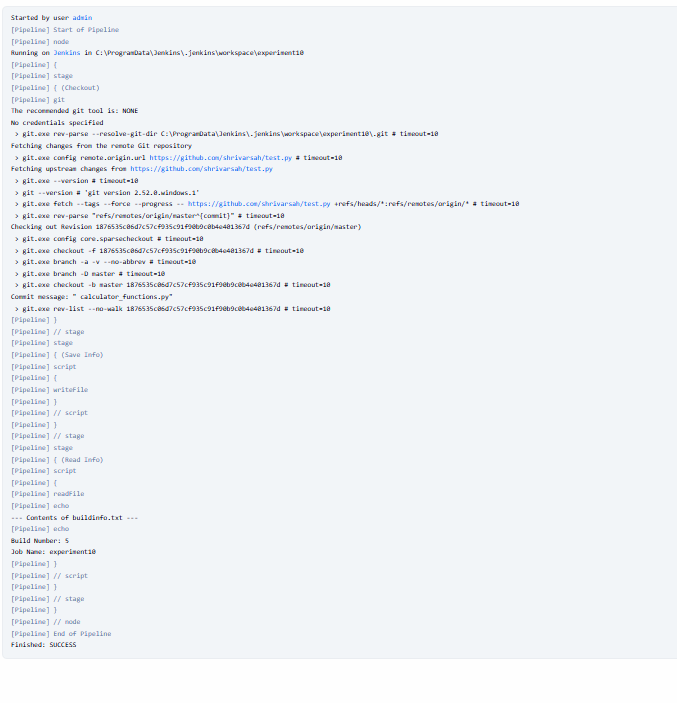 Started by user admin
[Pipeline] Start of Pipeline
[Pipeline] node
Running on Jenkins in C:\ProgramData\Jenkins\.jenkins\workspace\experiment10
[Pipeline] {
[Pipeline] stage
[Pipeline] { (Checkout)
[Pipeline] git
The recommended git tool is: NONE
No credentials specified
> git.exe rev-parse --resolve-git-dir C:\ProgramData\Jenkins\.jenkins\workspace\experiment10\.git # timeout=10
Fetching changes from the remote Git repository
> git.exe config remote.origin.url https://github.com/shrivarsah/test.py # timeout=10
Fetching upstream changes from https://github.com/shrivarsah/test.py
> git.exe --version # timeout=10
> git --version # 'git version 2.52.0.windows.1'
> git.exe fetch --tags --force --progress -- https://github.com/shrivarsah/test.py +refs/heads/*:refs/remotes/origin/* # timeout=10
> git.exe rev-parse "refs/remotes/origin/master^{commit}" # timeout=10
Checking out Revision 1876535c06d7c57cf935c91f90b9c0b4e401367d (refs/remotes/origin/master)
> git.exe config core.sparsecheckout # timeout=10
> git.exe checkout -f 1876535c06d7c57cf935c91f90b9c0b4e401367d # timeout=10
> git.exe branch -a -v --no-abbrev # timeout=10
> git.exe branch -D master # timeout=10
> git.exe checkout -b master 1876535c06d7c57cf935c91f90b9c0b4e401367d # timeout=10
Commit message: " calculator_functions.py"
> git.exe rev-list --no-walk 1876535c06d7c57cf935c91f90b9c0b4e401367d # timeout=10
[Pipeline] }
[Pipeline] // stage
[Pipeline] stage
[Pipeline] { (Save Info)
[Pipeline] script
[Pipeline] {
[Pipeline] writeFile
[Pipeline] }
[Pipeline] // script
[Pipeline] }
[Pipeline] // stage
[Pipeline] stage
[Pipeline] { (Read Info)
[Pipeline] script
[Pipeline] {
[Pipeline] readFile
[Pipeline] echo
--- Contents of buildinfo.txt ---
[Pipeline] echo
Build Number: 5
Job Name: experiment10
[Pipeline] }
[Pipeline] // script
[Pipeline] }
[Pipeline] // stage
[Pipeline] }
[Pipeline] // node
[Pipeline] End of Pipeline
Finished: SUCCESS